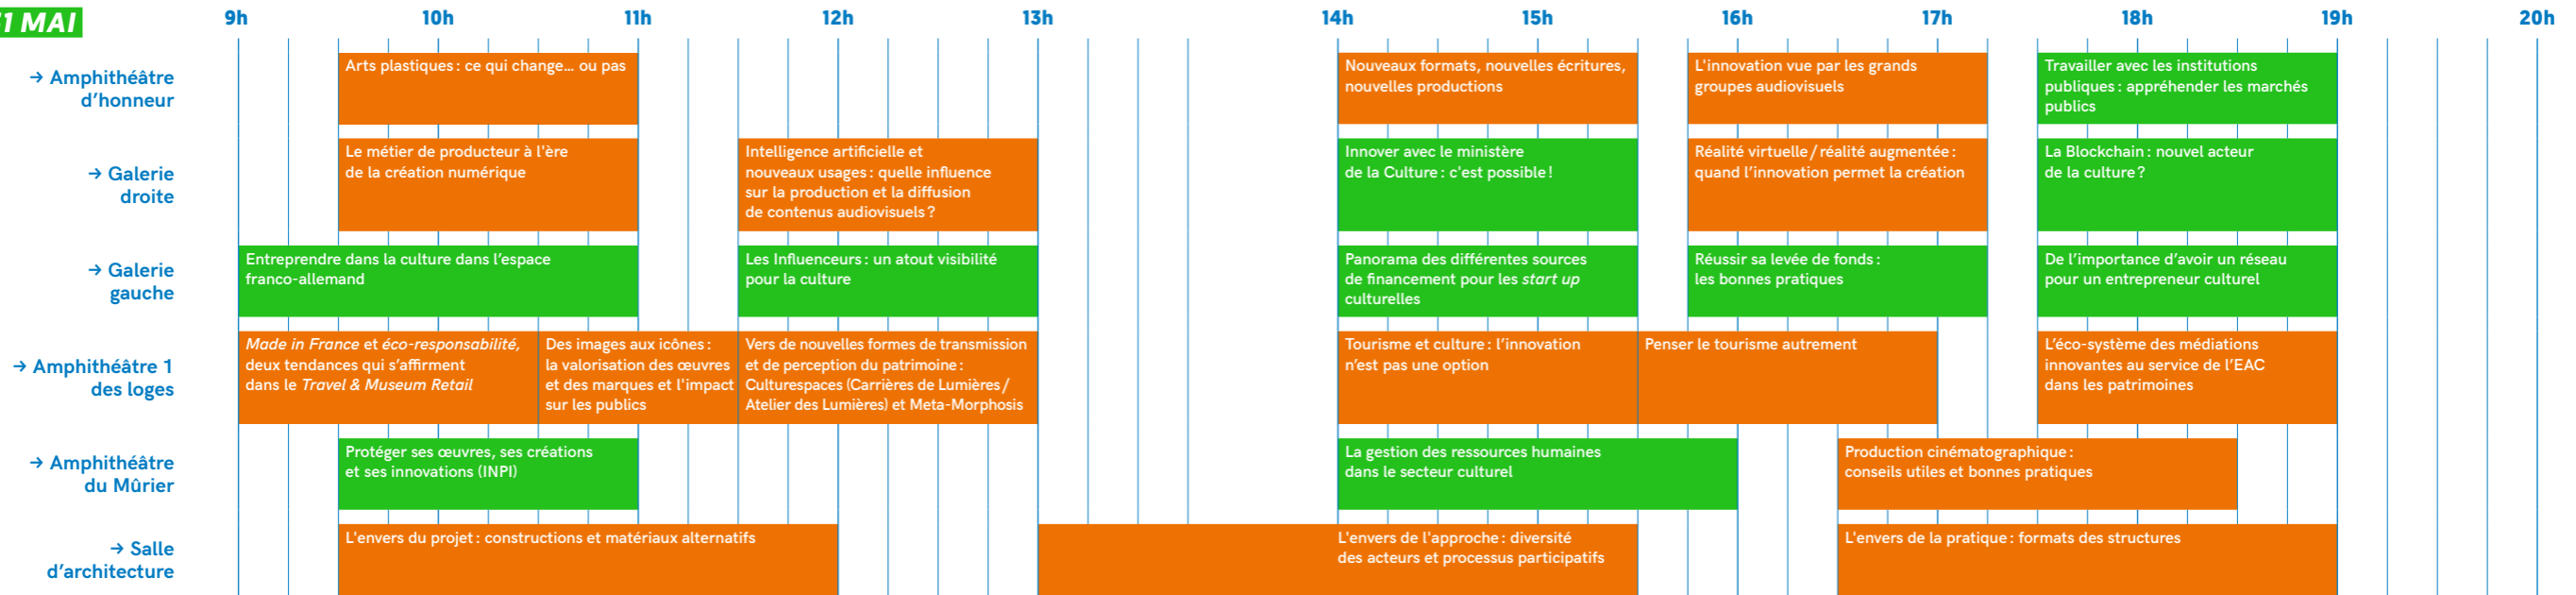 1 MAI
9h 10h 11h 12h 13h 14h 15h 16h 17h 18h 19h 20h
→ Amphithéâtre
d’honneur
Arts plastiques : ce qui change… ou pas
Nouveaux formats, nouvelles écritures,
nouvelles productions
L'innovation vue par les grands
groupes audiovisuels
Travailler avec les institutions
publiques : appréhender les marchés
publics
→ Galerie
droite
Le métier de producteur à l'ère
de la création numérique
Intelligence artificielle et
nouveaux usages : quelle influence
sur la production et la diffusion
de contenus audiovisuels ?
Innover avec le ministère
de la Culture : c'est possible !
Réalité virtuelle / réalité augmentée :
quand l’innovation permet la création
La Blockchain : nouvel acteur
de la culture ?
→ Galerie
gauche
Entreprendre dans la culture dans l’espace
franco-allemand
Les Influenceurs : un atout visibilité
pour la culture
Panorama des différentes sources
de financement pour les start up
culturelles
Réussir sa levée de fonds :
les bonnes pratiques
De l’importance d’avoir un réseau
pour un entrepreneur culturel
→ Amphithéâtre 1
des loges
Made in France et éco-responsabilité,
deux tendances qui s’affirment
dans le Travel & Museum Retail
Des images aux icônes :
la valorisation des œuvres
et des marques et l'impact
sur les publics
Vers de nouvelles formes de transmission
et de perception du patrimoine :
Culturespaces (Carrières de Lumières /
Atelier des Lumières) et Meta-Morphosis
Tourisme et culture : l’innovation
n’est pas une option
Penser le tourisme autrement
L’éco-système des médiations
innovantes au service de l’EAC
dans les patrimoines
→ Amphithéâtre
du Mûrier
Protéger ses œuvres, ses créations
et ses innovations (INPI)
La gestion des ressources humaines
dans le secteur culturel
Production cinématographique :
conseils utiles et bonnes pratiques
→ Salle
d’architecture
L'envers du projet : constructions et matériaux alternatifs
L'envers de l'approche : diversité
des acteurs et processus participatifs
L'envers de la pratique : formats des structures